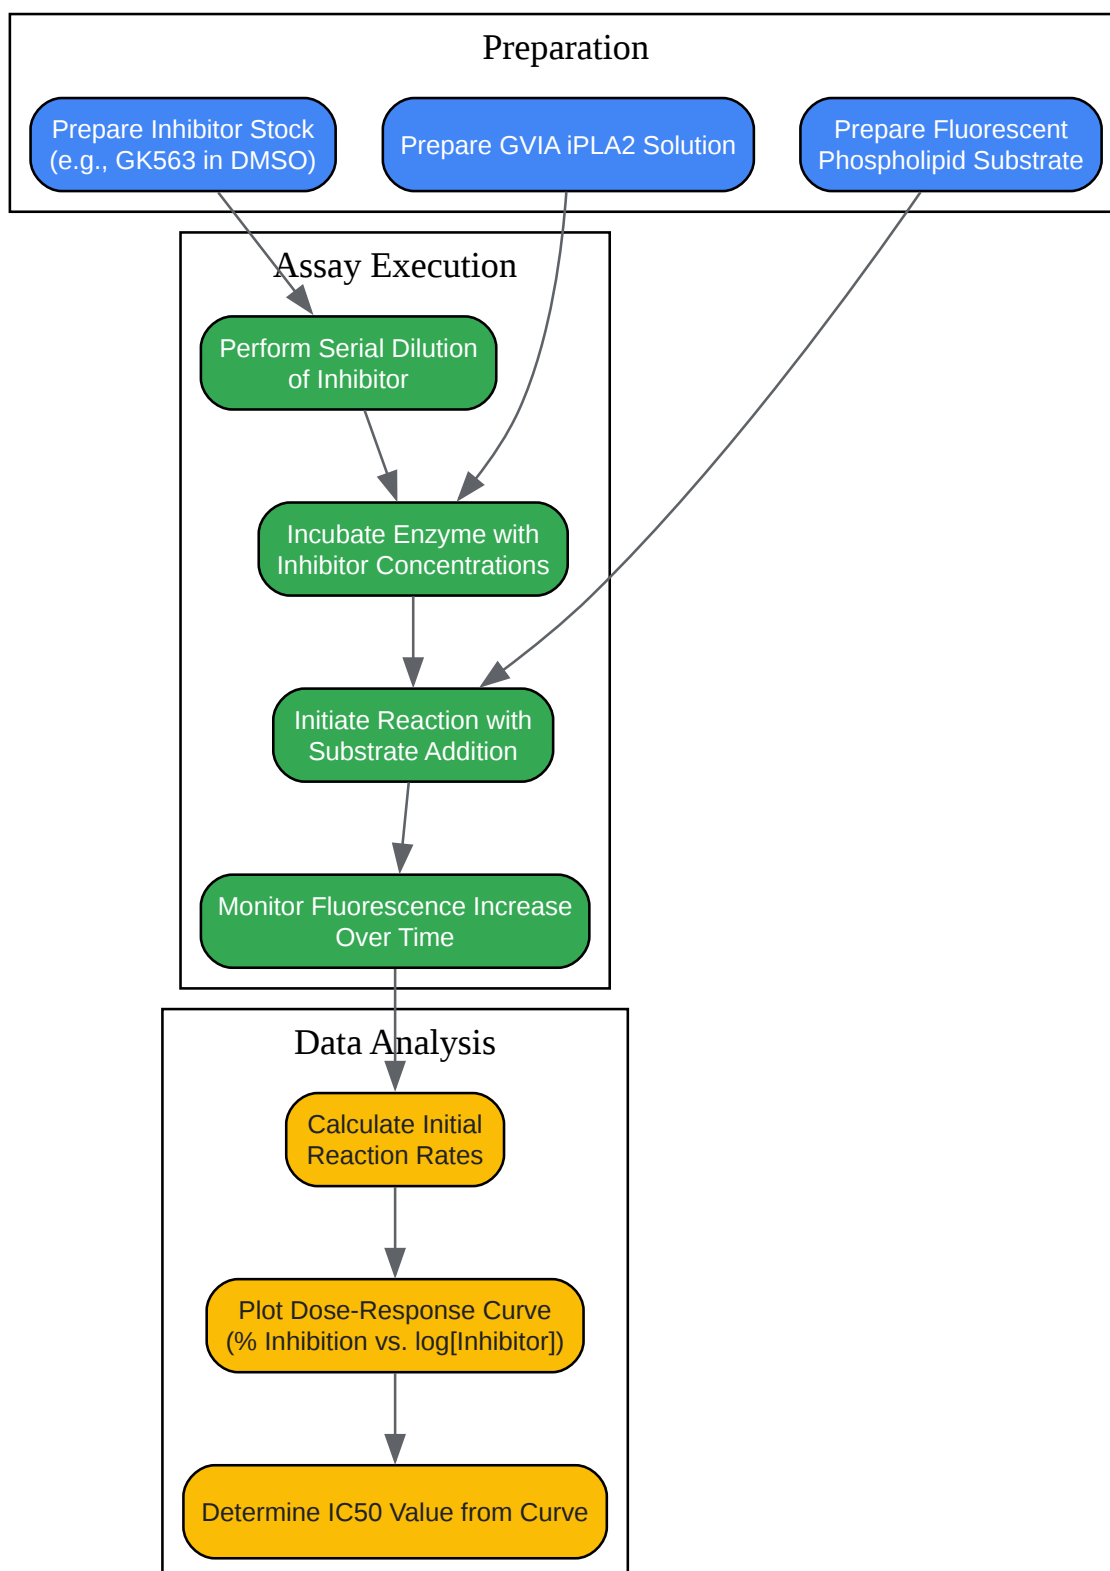 Preparation
Prepare Inhibitor Stock
(e.g., GK563 in DMSO)
Prepare GVIA iPLA2 Solution
Prepare Fluorescent
Phospholipid Substrate
Assay Execution
Perform Serial Dilution
of Inhibitor
Incubate Enzyme with
Inhibitor Concentrations
Initiate Reaction with
Substrate Addition
Monitor Fluorescence Increase
Over Time
Data Analysis
Calculate Initial
Reaction Rates
Plot Dose-Response Curve
(% Inhibition vs. log[Inhibitor])
Determine IC50 Value from Curve